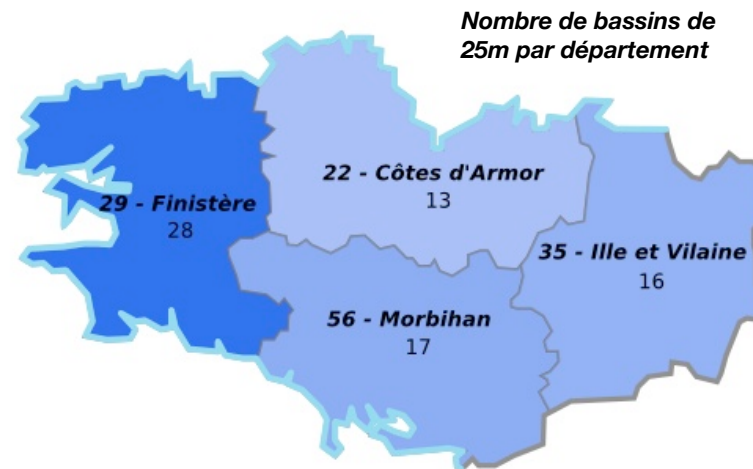 Nombre de bassins de
25m par département
22 - Côtes d'Armor
13
29 - Finistère
28
35 - Ille et Vilaine
16
56 - Morbihan
17